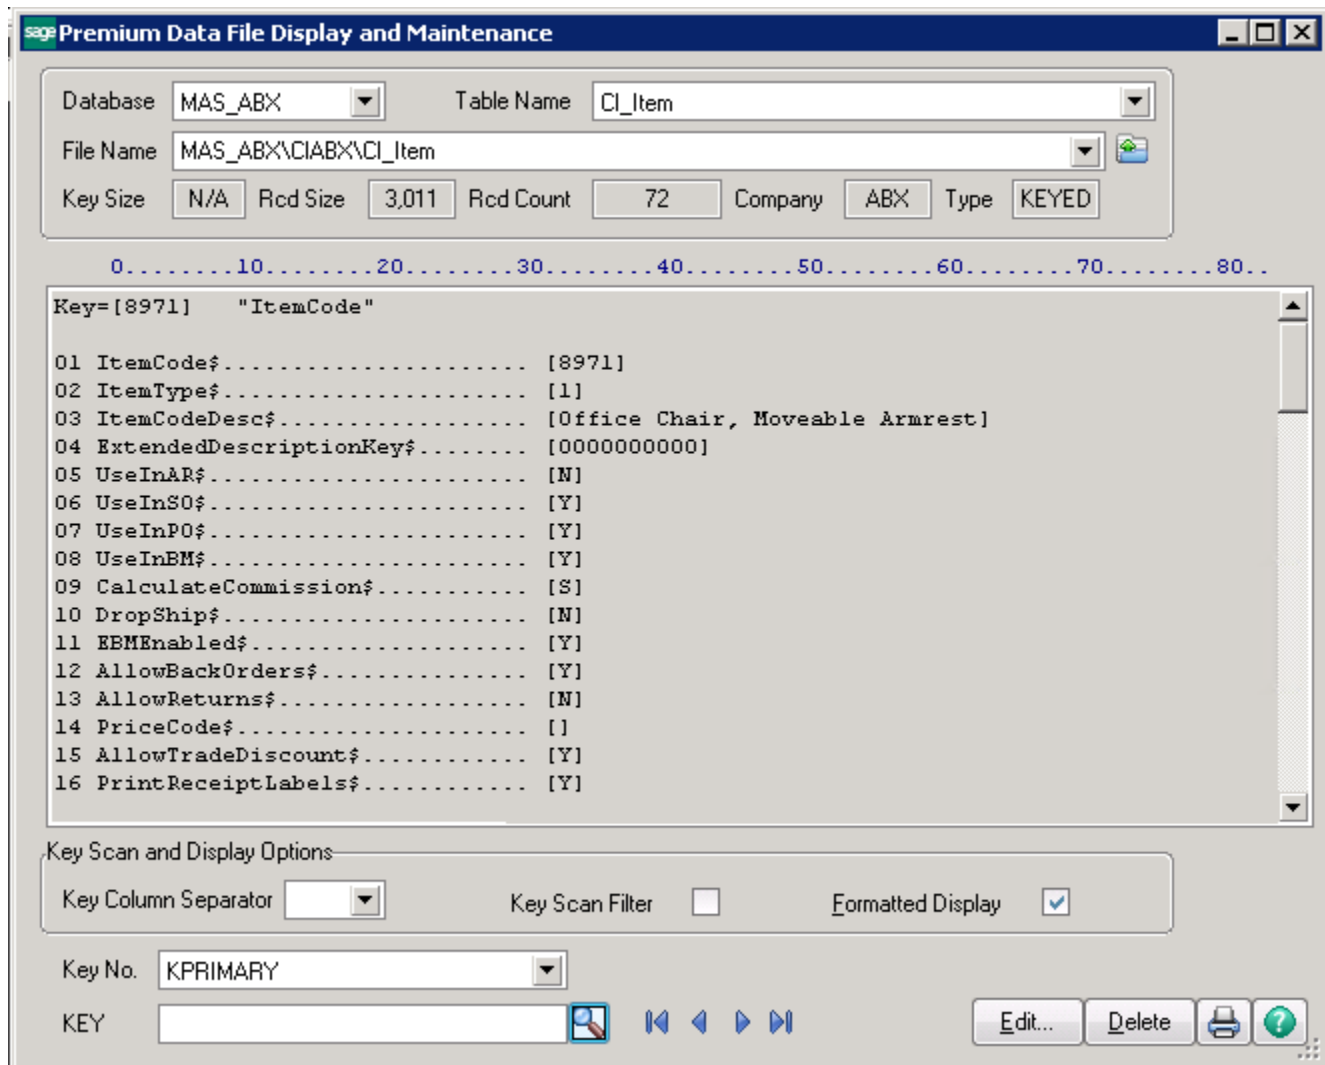 sage Premium Data File Display and Maintenance
Database MAS_ABX Table Name CI_Item
File Name MAS_ABX\CIABX\CI_Item
Key Size N/A Rcd Size 3,011 Rcd Count 72 Company ABX Type KEYED
0........10........20........30........40........50........60........70........80..
Key=[8971] "ItemCode"
01 ItemCode$...................... [8971]
02 ItemType$...................... [1]
03 ItemCodeDesc$.................. [Office Chair, Moveable Armrest]
04 ExtendedDescriptionKey$........ [0000000000]
05 UseInAR$....................... [N]
06 UseInSO$....................... [Y]
07 UseInPO$....................... [Y]
08 UseInBM$....................... [Y]
09 CalculateCommission$........... [S]
10 DropShip$...................... [N]
11 EBMEnabled$.................... [Y]
12 AllowBackOrders$............... [Y]
13 AllowReturns$.................. [N]
14 PriceCode$..................... []
15 AllowTradeDiscount$............ [Y]
16 PrintReceiptLabels$............ [Y]
Key Scan and Display Options
Key Column Separator Key Scan Filter Formatted Display
Key No. KPRIMARY
KEY Edit... Delete ?